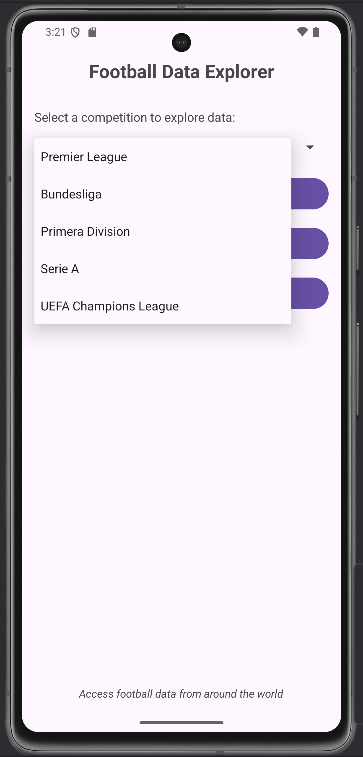 3:21
Football Data Explorer
Select a competition to explore data:
Premier League
Bundesliga
Primera Division
Serie A
UEFA Champions League
Access football data from around the world